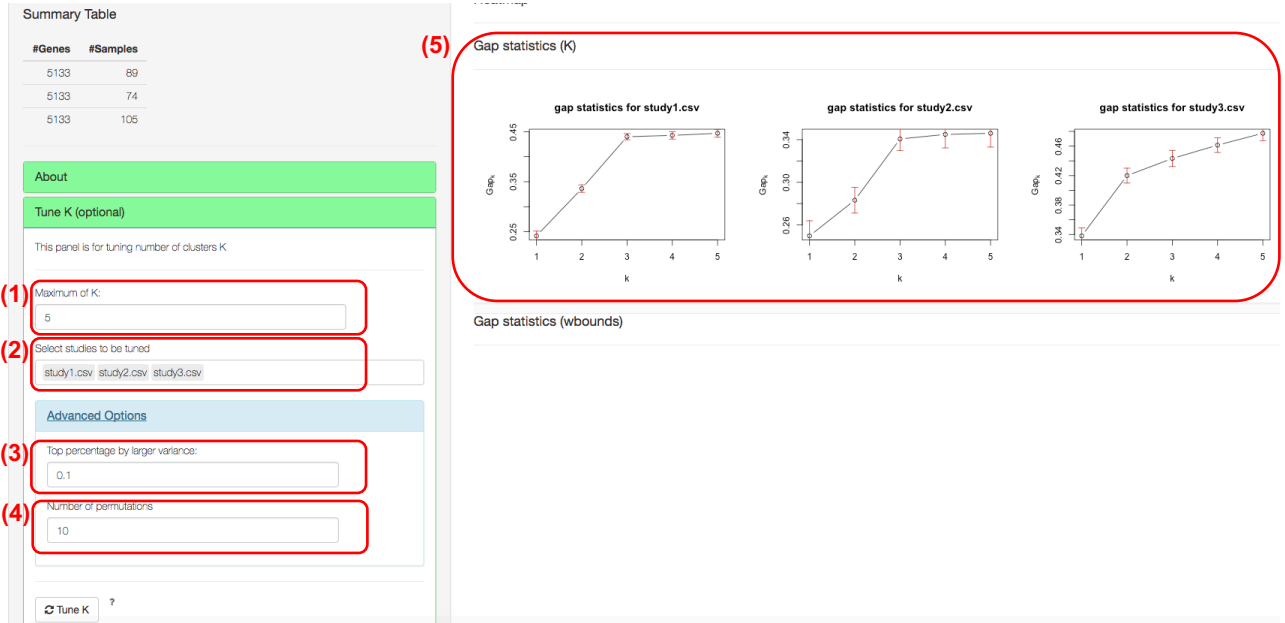 Summary Table
#Genes #Samples
5133 89
5133 74
5133 105
About
Tune K (optional)
This panel is for tuning number of clusters K
(1)
Maximum of K:
5
(2)
Select studies to be tuned
study1.csv study2.csv study3.csv
Advanced Options
(3)
Top percentage by larger variance:
0.1
(4)
Number of permutations
10
Tune K ?
Heatmap
(5)
Gap statistics (K)
gap statistics for study1.csv
Gapk
0.25 0.35 0.45
1 2 3 4 5
k
gap statistics for study2.csv
Gapk
0.26 0.30 0.34
1 2 3 4 5
k
gap statistics for study3.csv
Gapk
0.34 0.38 0.42 0.46
1 2 3 4 5
k
Gap statistics (wbounds)